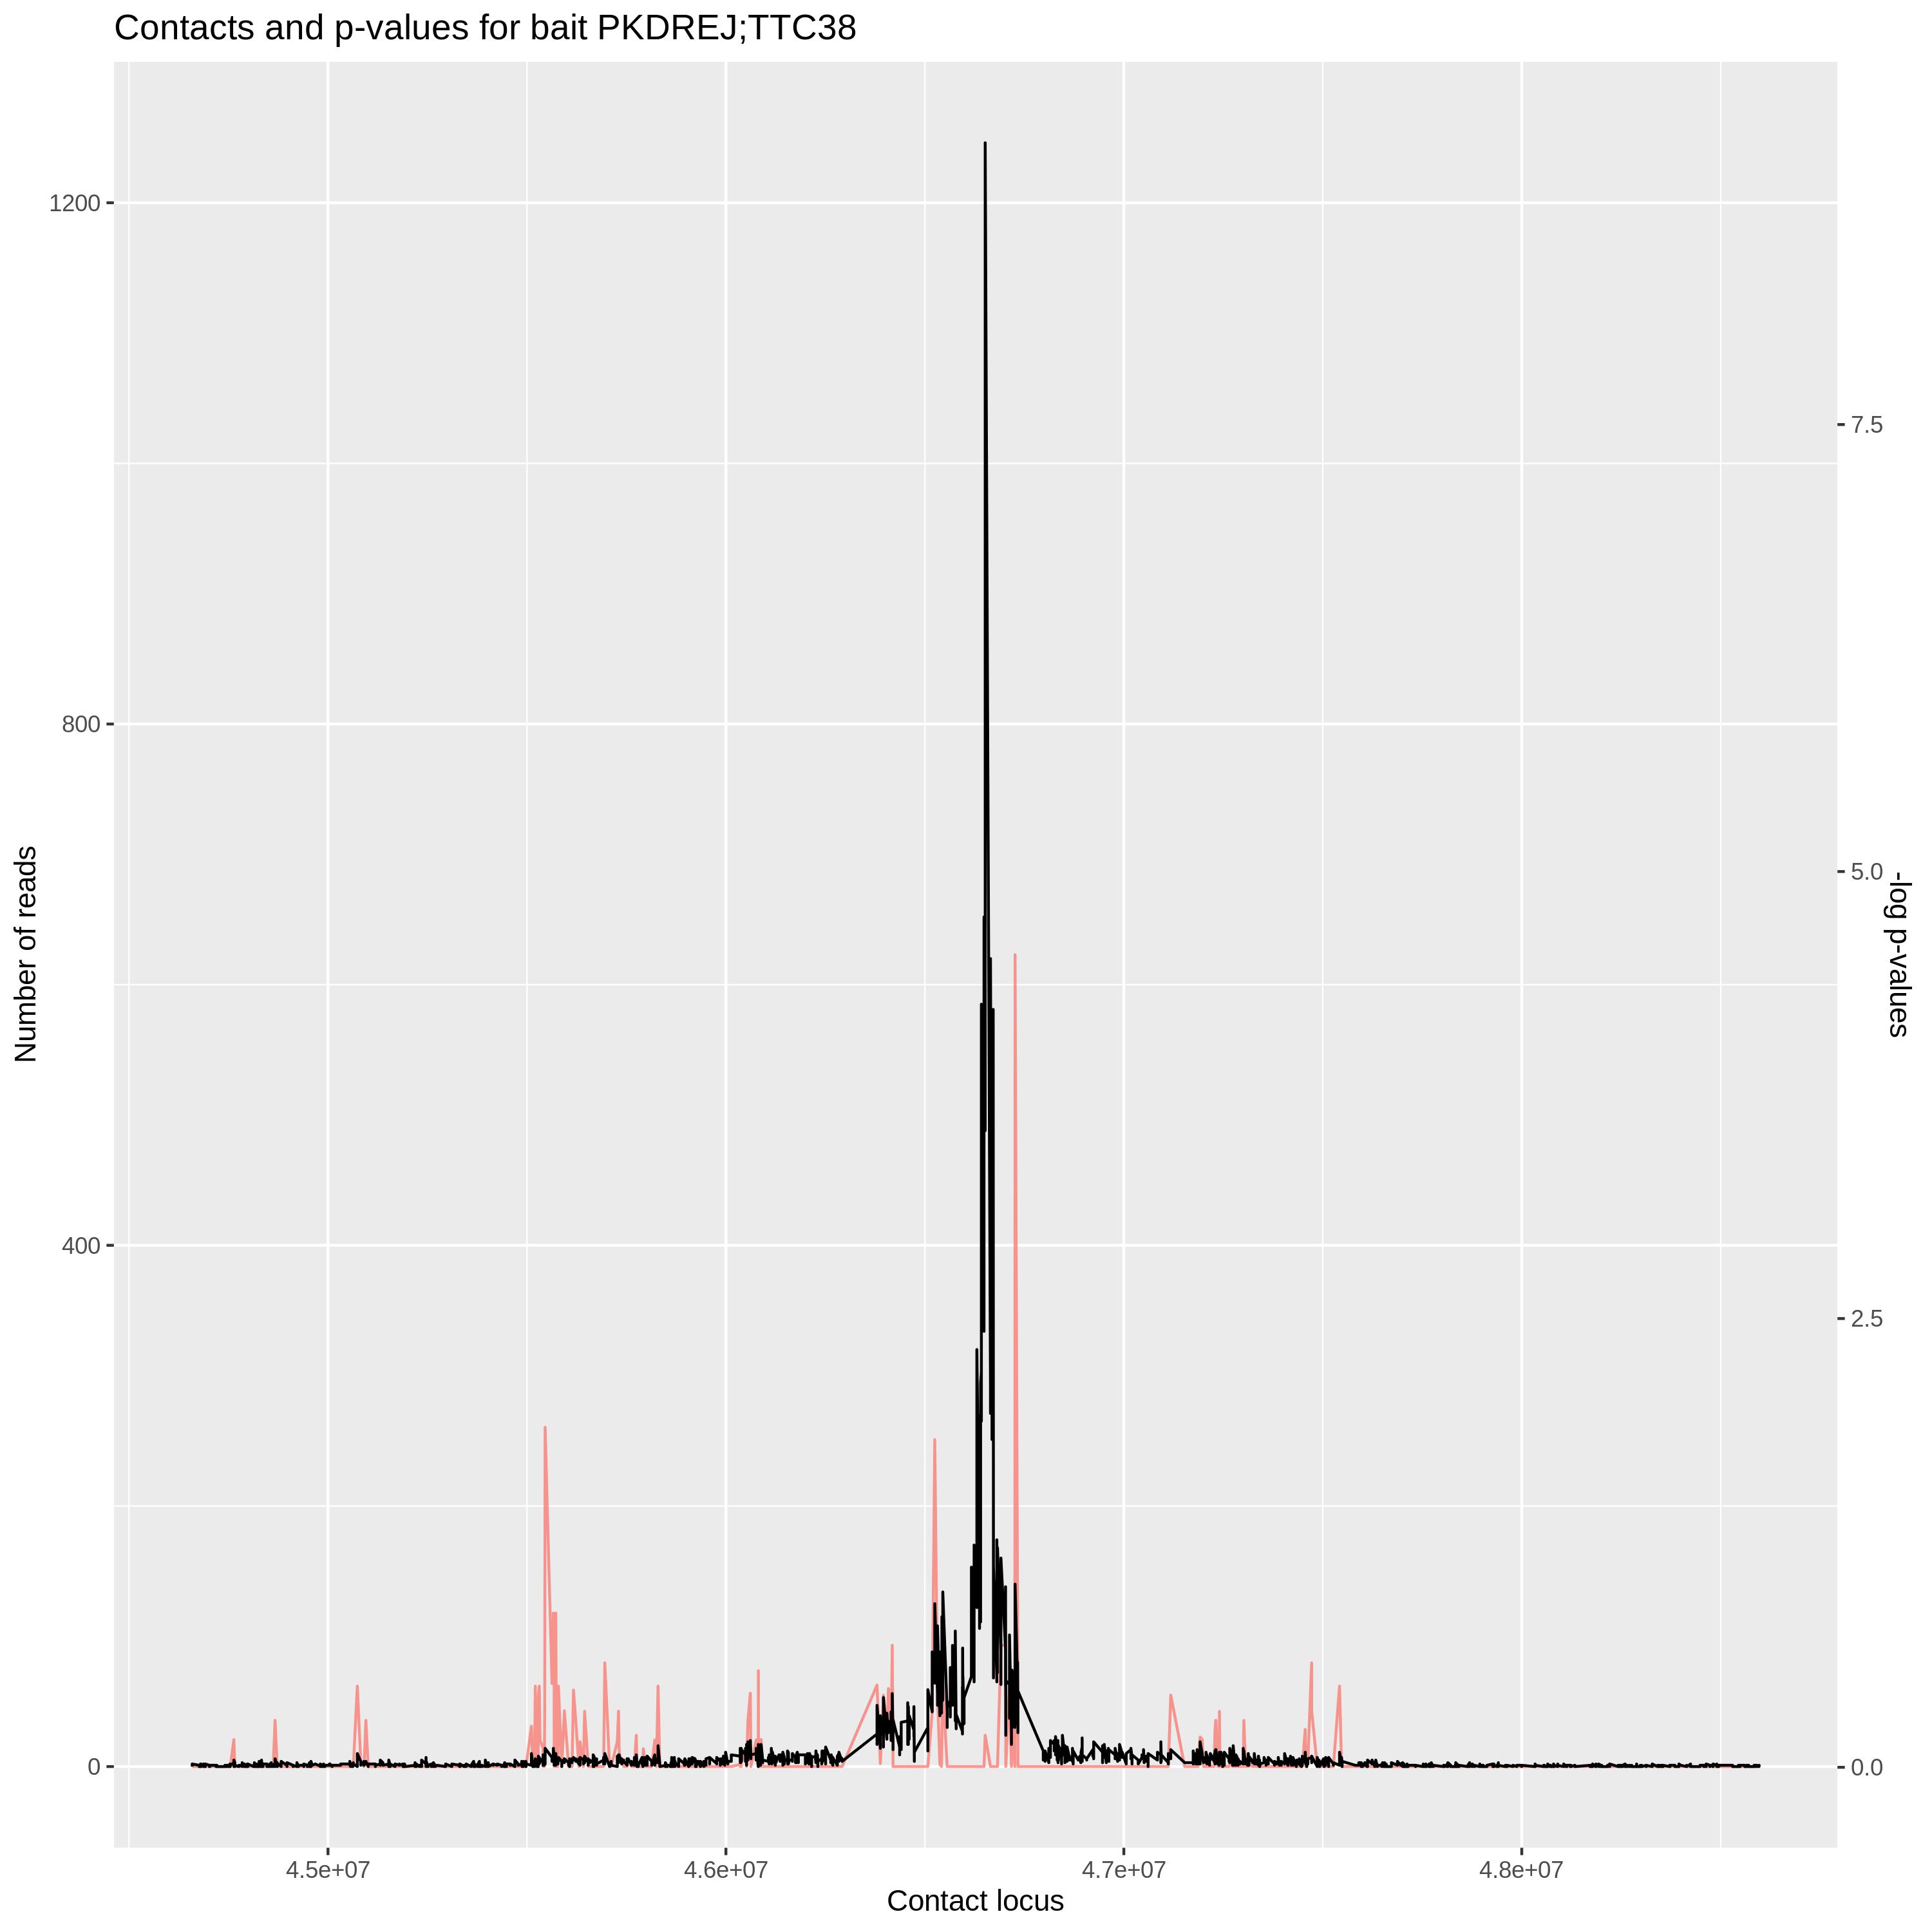 Contacts and p-values for bait PKDREJ;TTC38
1200
800
400
0
Number of reads
7.5
5.0
2.5
0.0
-log p-values
4.5e+07
4.6e+07
4.7e+07
4.8e+07
Contact locus